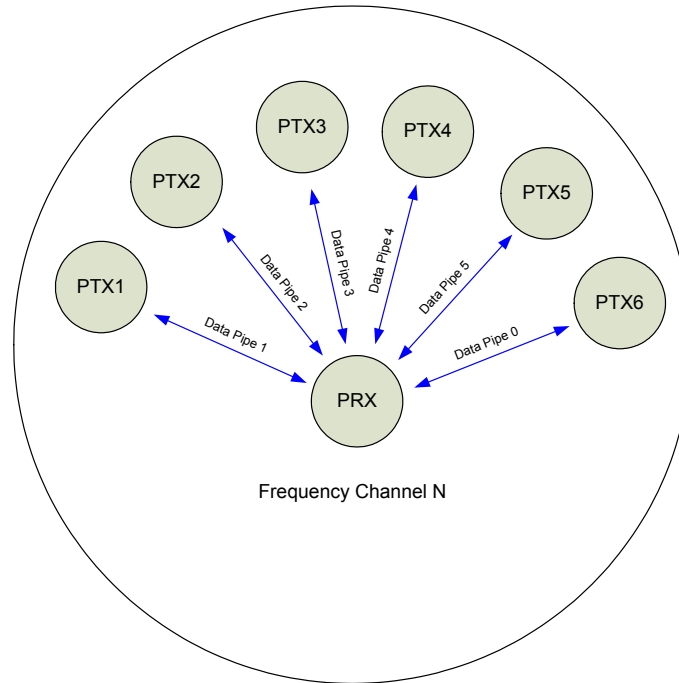 PTX3
PTX4
PTX2
PTX5
PTX1
PTX6
Data Pipe 1
Data Pipe 2
Data Pipe 3
Data Pipe 4
Data Pipe 5
Data Pipe 0
PRX
Frequency Channel N